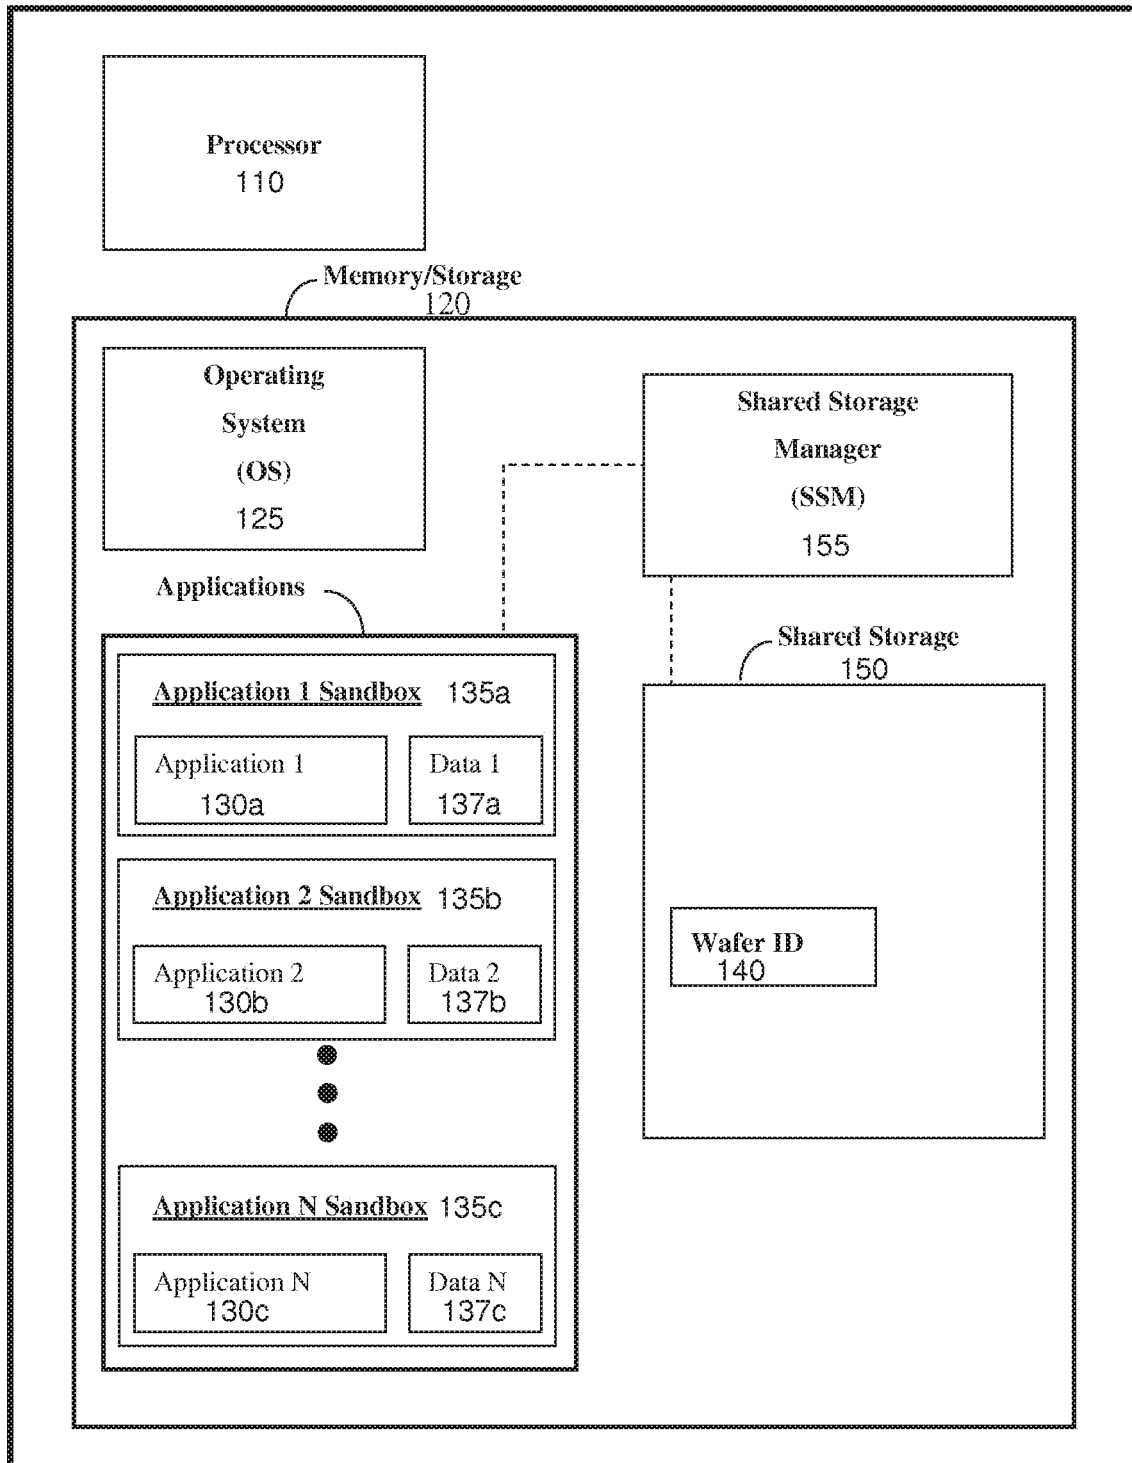 Processor
110
Memory/Storage
120
Operating
System
(OS)
125
Shared Storage
Manager
(SSM)
155
Applications
Shared Storage
150
Application 1 Sandbox 135a
Application 1
130a
Data 1
137a
Application 2 Sandbox 135b
Application 2
130b
Data 2
137b
Wafer ID
140
Application N Sandbox 135c
Application N
130c
Data N
137c